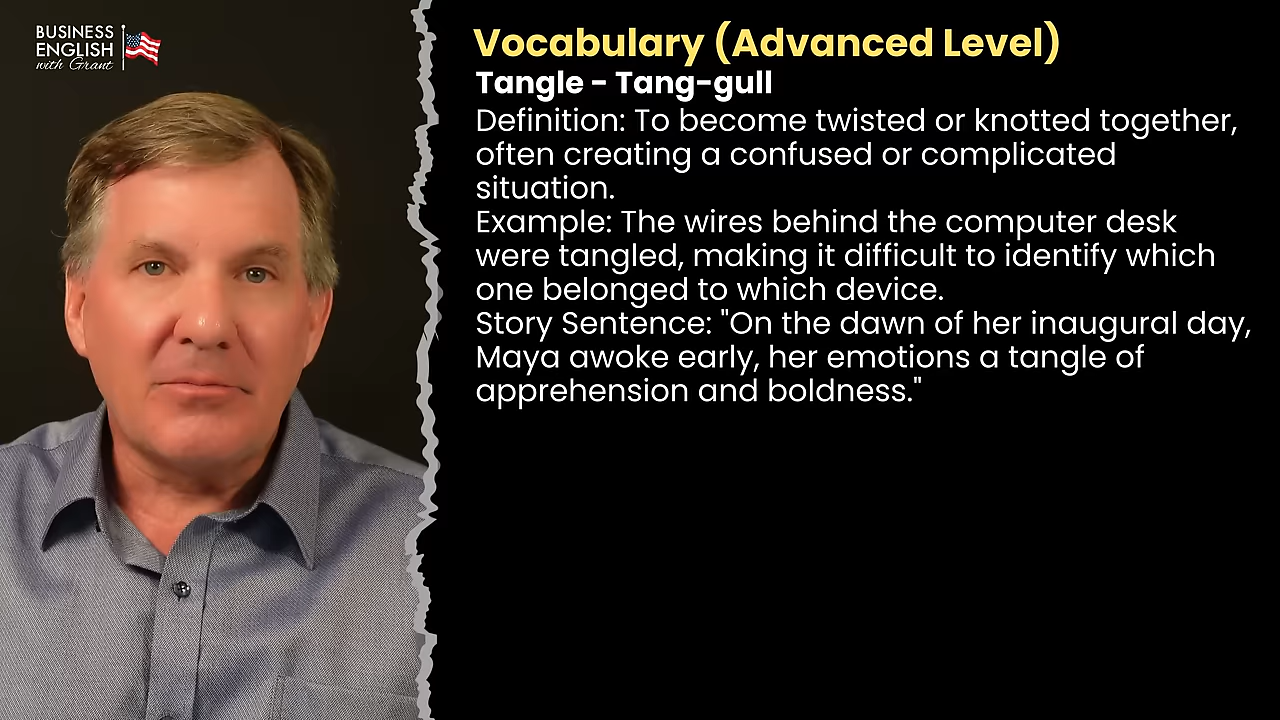 BUSINESS
ENGLISH
with Grant
Vocabulary (Advanced Level)
Tangle - Tang-gull
Definition: To become twisted or knotted together,
often creating a confused or complicated
situation.
Example: The wires behind the computer desk
were tangled, making it difficult to identify which
one belonged to which device.
Story Sentence: "On the dawn of her inaugural day,
Maya awoke early, her emotions a tangle of
apprehension and boldness."